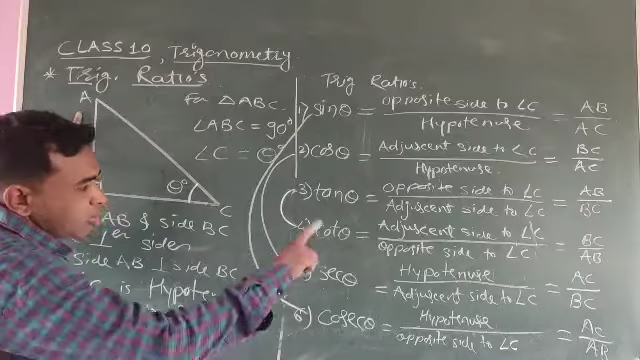 CLASS 10, Trigonometry
* Trig. Ratio's
A
For △ABC.
∠ABC = 90°
∠C = θ°
θ°
C
AB & side BC
⊥er sides
Side AB ⊥ side BC
is Hypote
Trig Ratio's.
1) sinθ = opposite side to ∠C / Hypotenuse = AB / AC
2) cosθ = Adjuscent side to ∠C / Hypotenuse = BC / AC
3) tanθ = opposite side to ∠C / Adjuscent side to ∠C = AB / BC
cotθ = Adjuscent side to ∠C / opposite side to ∠C = BC / AB
) secθ = Hypotenuse / Adjuscent side to ∠C = AC / BC
6) cosecθ = Hypotenuse / opposite side to ∠C = AC / AB